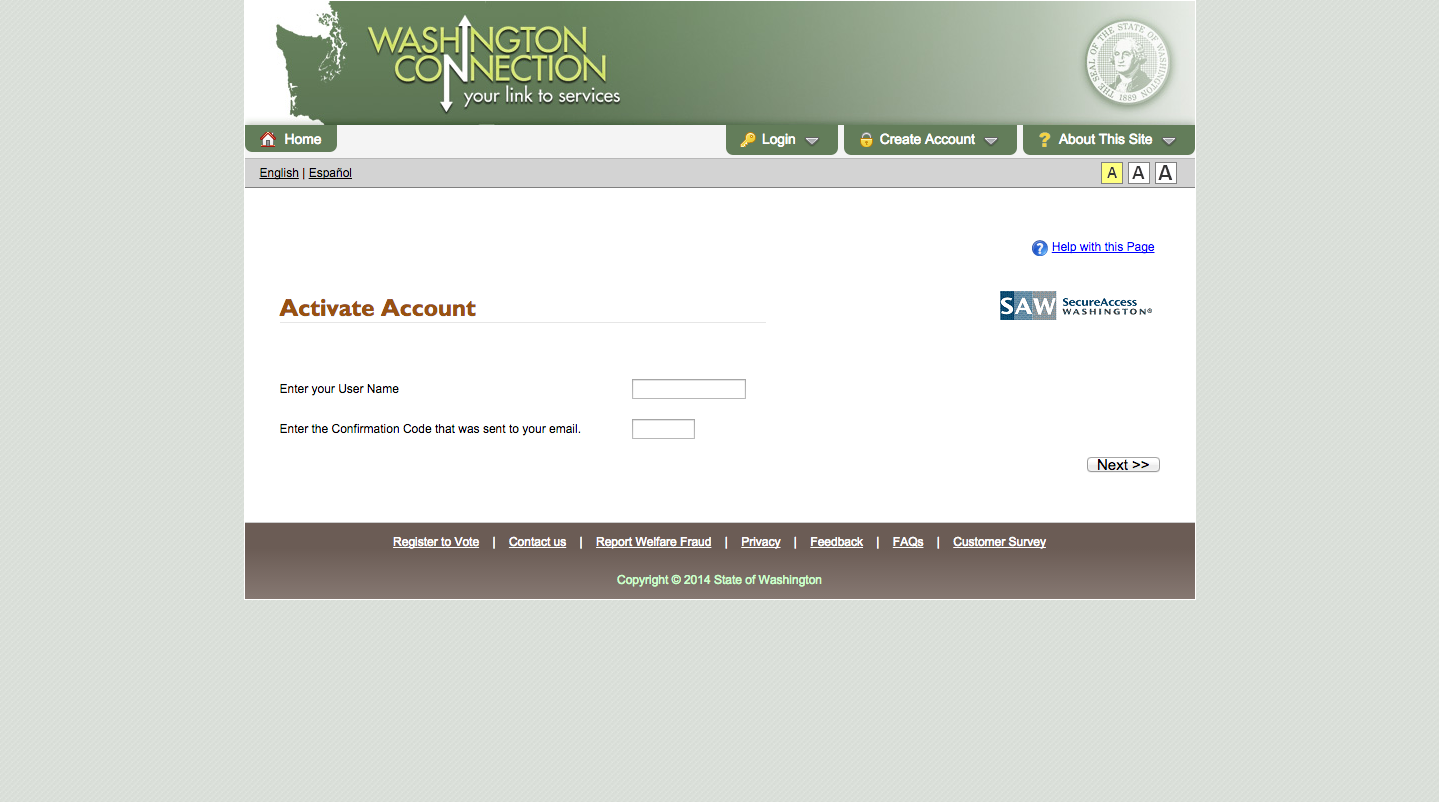 WASHINGTON
CONNECTION
your link to services
THE SEAL OF THE STATE OF WASHINGTON
1889
Home
Login
Create Account
? About This Site
English | Español
A A A
? Help with this Page
Activate Account
SAW SecureAccess
WASHINGTON®
Enter your User Name
Enter the Confirmation Code that was sent to your email.
Next >>
Register to Vote | Contact us | Report Welfare Fraud | Privacy | Feedback | FAQs | Customer Survey
Copyright © 2014 State of Washington